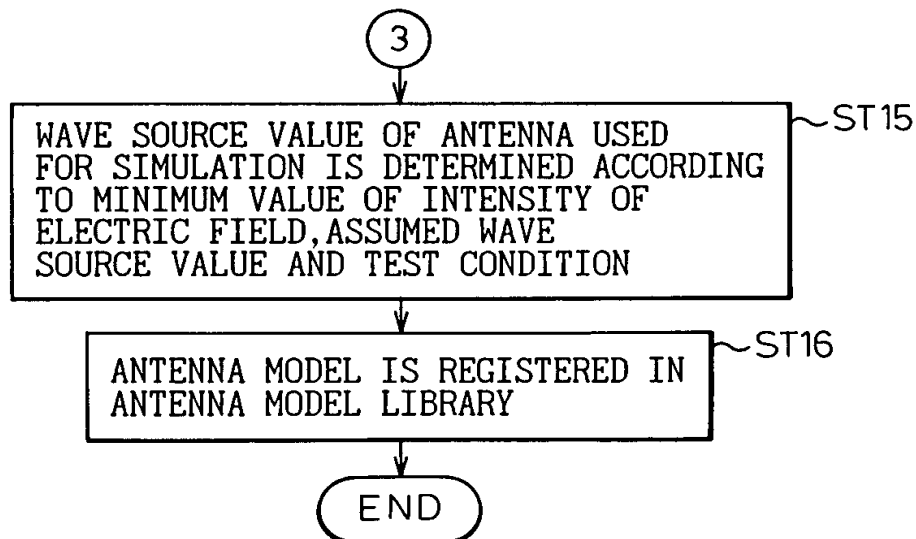 3
WAVE SOURCE VALUE OF ANTENNA USED
FOR SIMULATION IS DETERMINED ACCORDING
TO MINIMUM VALUE OF INTENSITY OF
ELECTRIC FIELD,ASSUMED WAVE
SOURCE VALUE AND TEST CONDITION
ST15
ANTENNA MODEL IS REGISTERED IN
ANTENNA MODEL LIBRARY
ST16
END